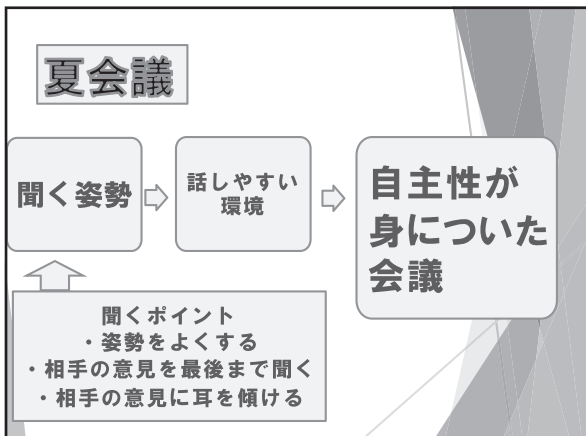 夏会議
聞く姿勢
話しやすい
環境
自主性が
身についた
会議
聞くポイント
・姿勢をよくする
・相手の意見を最後まで聞く
・相手の意見に耳を傾ける